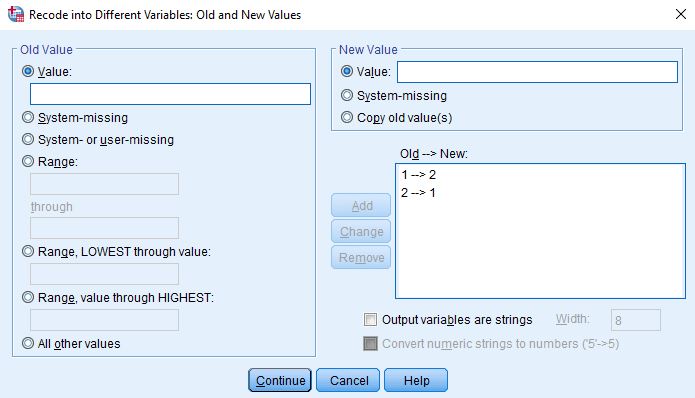 Recode into Different Variables: Old and New Values
Old Value
Value:
System-missing
System- or user-missing
Range:
through
Range, LOWEST through value:
Range, value through HIGHEST:
All other values
New Value
Value:
System-missing
Copy old value(s)
Old --> New:
1 --> 2
2 --> 1
Add
Change
Remove
Output variables are strings
Width:
8
Convert numeric strings to numbers ('5'->5)
Continue
Cancel
Help